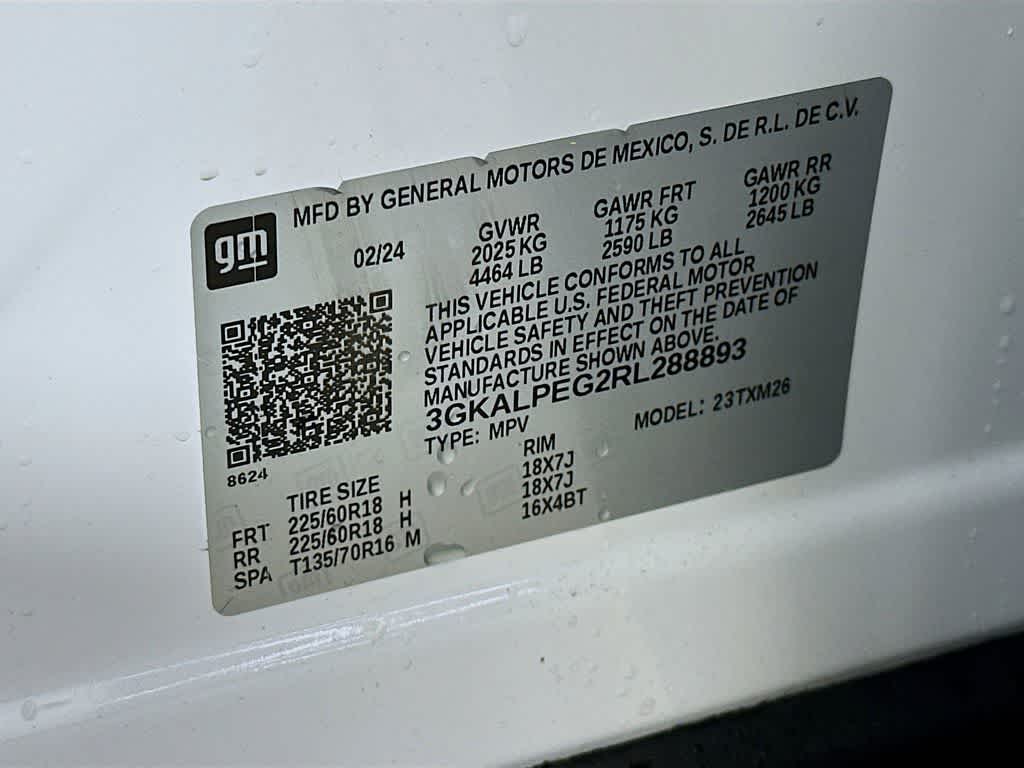 MFD BY GENERAL MOTORS DE MEXICO, S. DE R.L. DE C.V.
gm
02/24
GVWR GAWR FRT GAWR RR
2025 KG 1175 KG 1200 KG
4464 LB 2590 LB 2645 LB
THIS VEHICLE CONFORMS TO ALL
APPLICABLE U.S. FEDERAL MOTOR
VEHICLE SAFETY AND THEFT PREVENTION
STANDARDS IN EFFECT ON THE DATE OF
MANUFACTURE SHOWN ABOVE.
3GKALPEG2RL288893
TYPE: MPV MODEL: 23TXM26
8624
TIRE SIZE RIM
FRT 225/60R18 H 18X7J
RR 225/60R18 H 18X7J
SPA T135/70R16 M 16X4BT